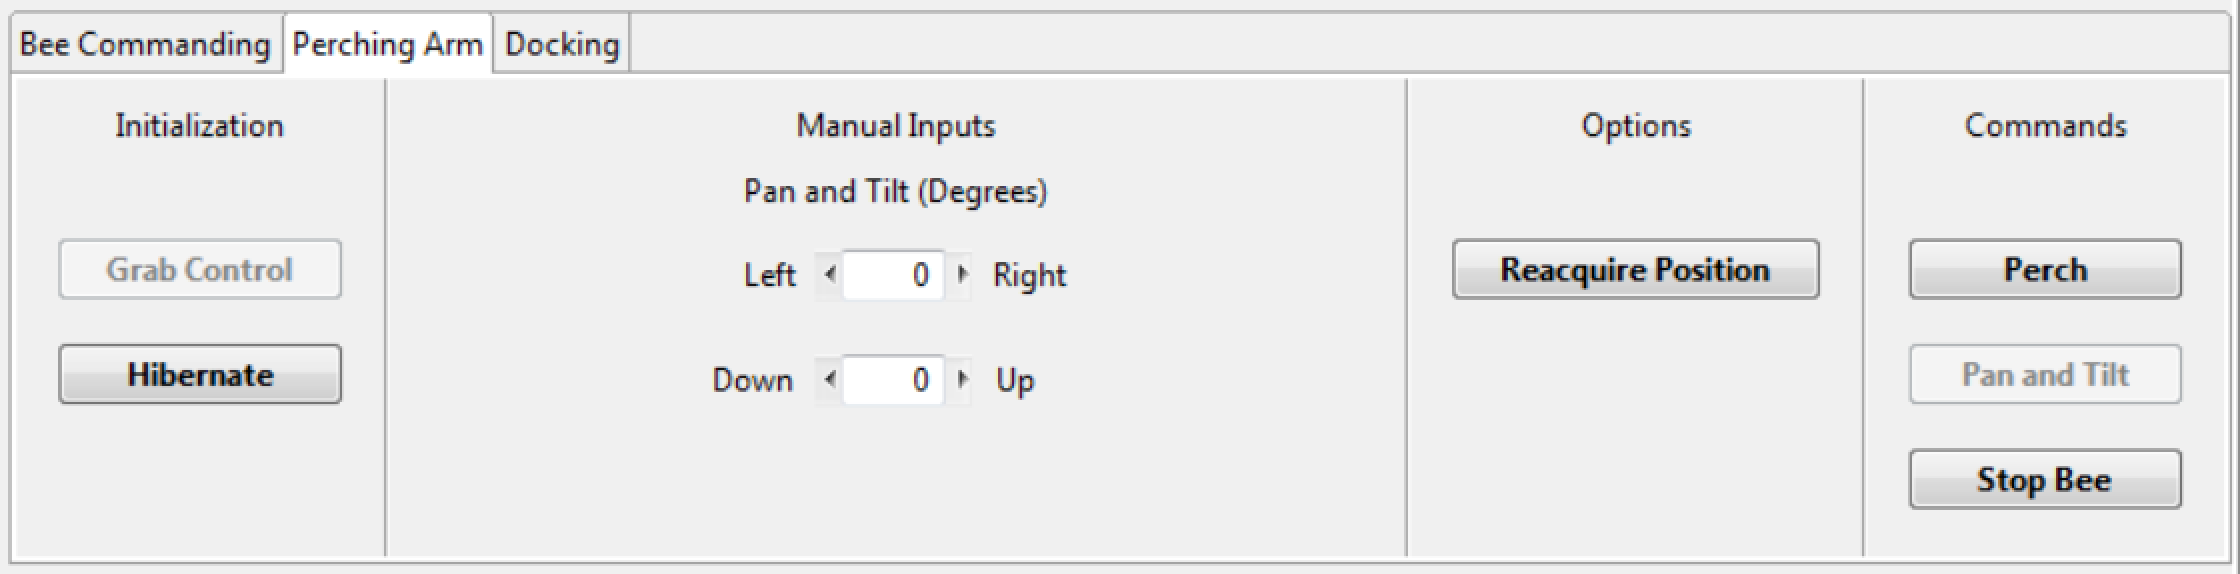 Bee Commanding Perching Arm Docking
Initialization
Grab Control
Hibernate
Manual Inputs
Pan and Tilt (Degrees)
Left 0 Right
Down 0 Up
Options
Reacquire Position
Commands
Perch
Pan and Tilt
Stop Bee